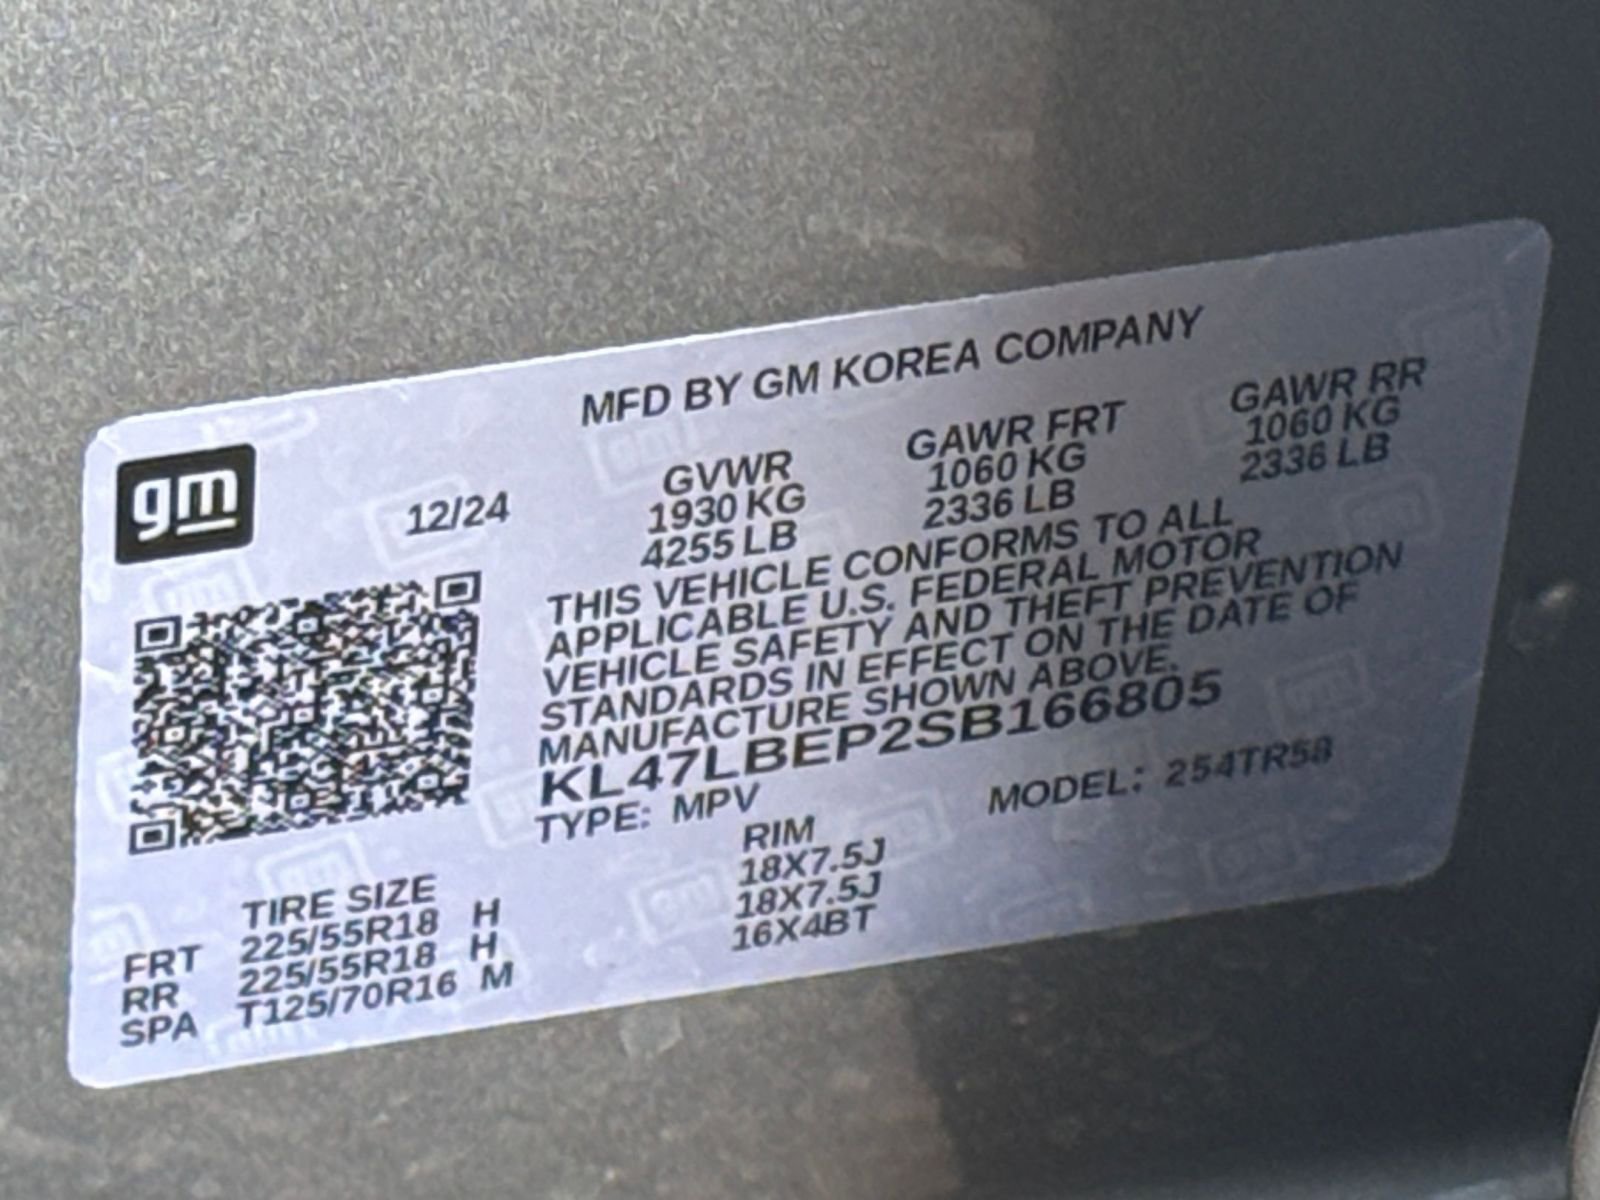 MFD BY GM KOREA COMPANY
gm
12/24
GVWR GAWR FRT GAWR RR
1930 KG 1060 KG 1060 KG
4255 LB 2336 LB 2336 LB
THIS VEHICLE CONFORMS TO ALL
APPLICABLE U.S. FEDERAL MOTOR
VEHICLE SAFETY AND THEFT PREVENTION
STANDARDS IN EFFECT ON THE DATE OF
MANUFACTURE SHOWN ABOVE.
KL47LBEP2SB166805
TYPE: MPV MODEL: 254TR58
TIRE SIZE RIM
FRT 225/55R18 H 18X7.5J
RR 225/55R18 H 18X7.5J
SPA T125/70R16 M 16X4BT